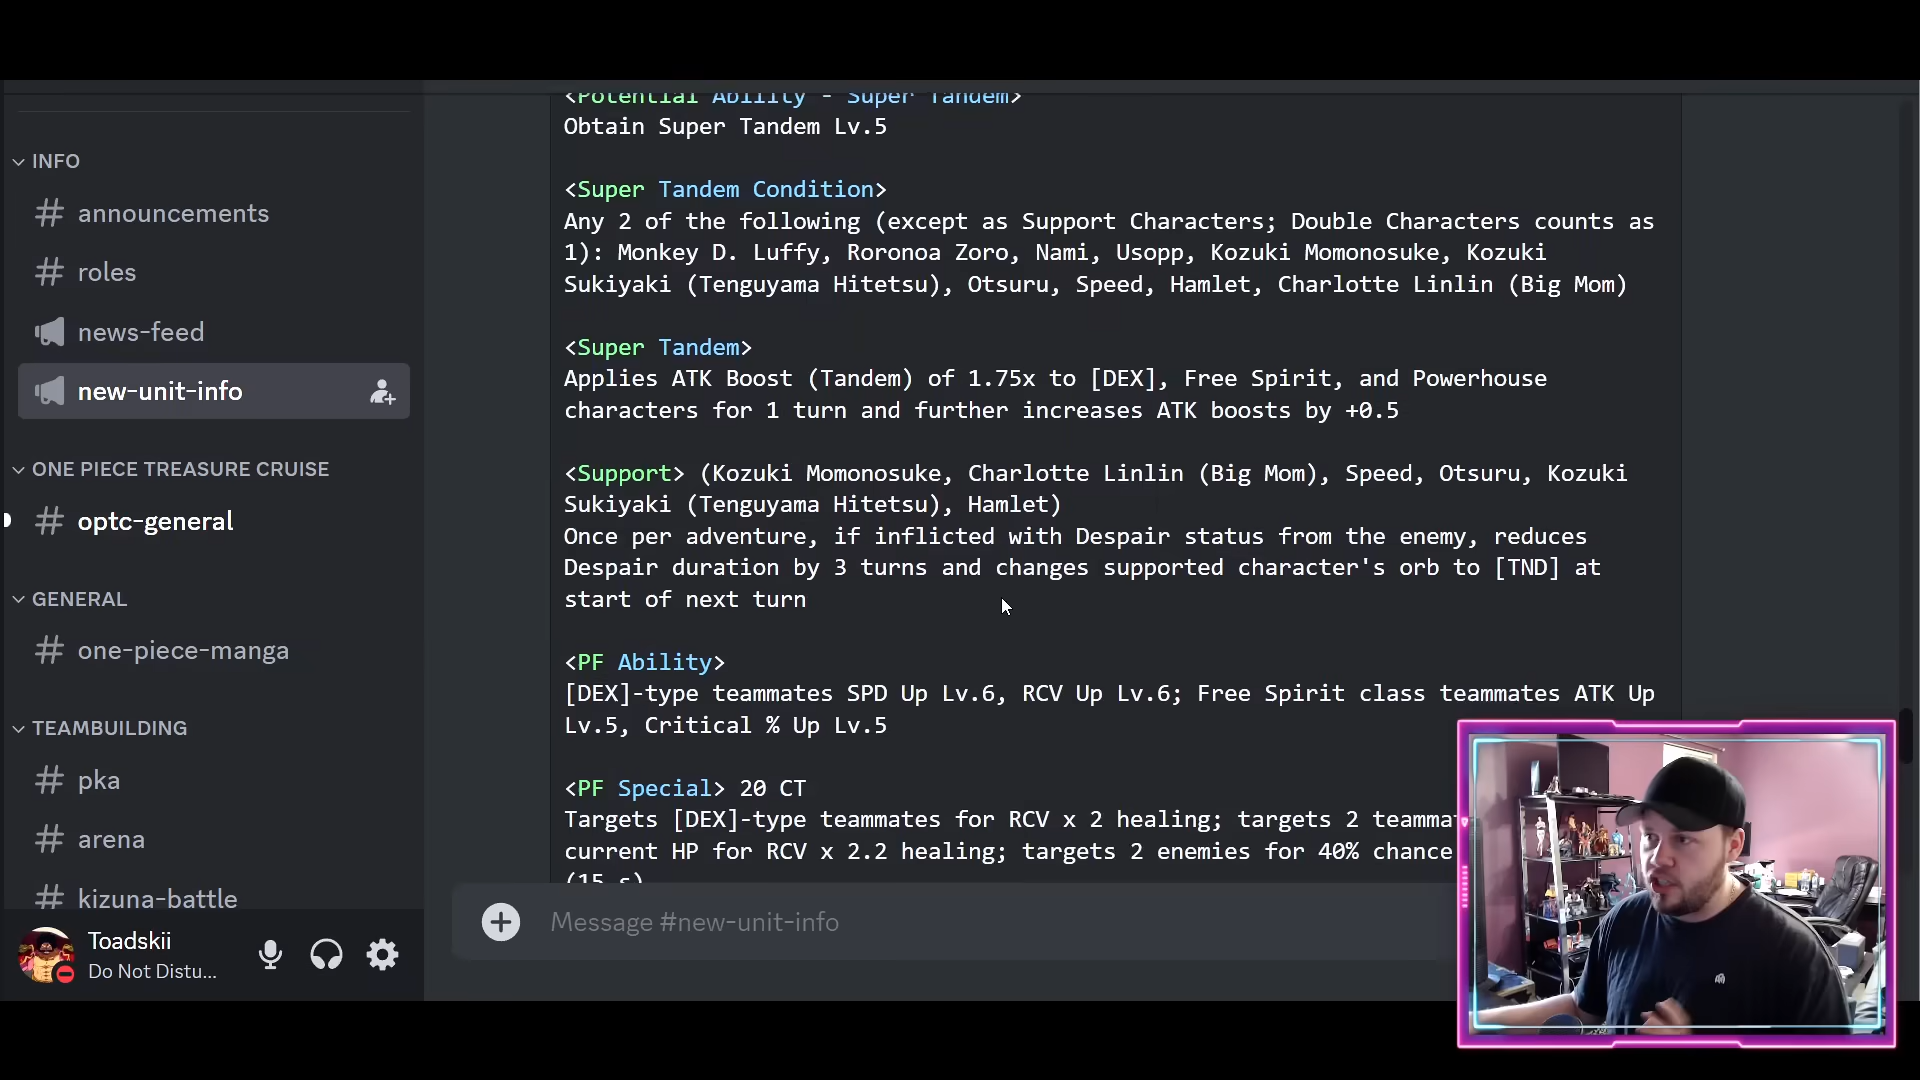 INFO
announcements
roles
news-feed
new-unit-info
ONE PIECE TREASURE CRUISE
optc-general
GENERAL
one-piece-manga
TEAMBUILDING
pka
arena
kizuna-battle
Toadskii
Do Not Distu...
<Potential Ability - Super Tandem>
Obtain Super Tandem Lv.5
<Super Tandem Condition>
Any 2 of the following (except as Support Characters; Double Characters counts as
1): Monkey D. Luffy, Roronoa Zoro, Nami, Usopp, Kozuki Momonosuke, Kozuki
Sukiyaki (Tenguyama Hitetsu), Otsuru, Speed, Hamlet, Charlotte Linlin (Big Mom)
<Super Tandem>
Applies ATK Boost (Tandem) of 1.75x to [DEX], Free Spirit, and Powerhouse
characters for 1 turn and further increases ATK boosts by +0.5
<Support> (Kozuki Momonosuke, Charlotte Linlin (Big Mom), Speed, Otsuru, Kozuki
Sukiyaki (Tenguyama Hitetsu), Hamlet)
Once per adventure, if inflicted with Despair status from the enemy, reduces
Despair duration by 3 turns and changes supported character's orb to [TND] at
start of next turn
<PF Ability>
[DEX]-type teammates SPD Up Lv.6, RCV Up Lv.6; Free Spirit class teammates ATK Up
Lv.5, Critical % Up Lv.5
<PF Special> 20 CT
Targets [DEX]-type teammates for RCV x 2 healing; targets 2
current HP for RCV x 2.2 healing; targets 2 enemies for 40% chance
(15 s)
Message #new-unit-info